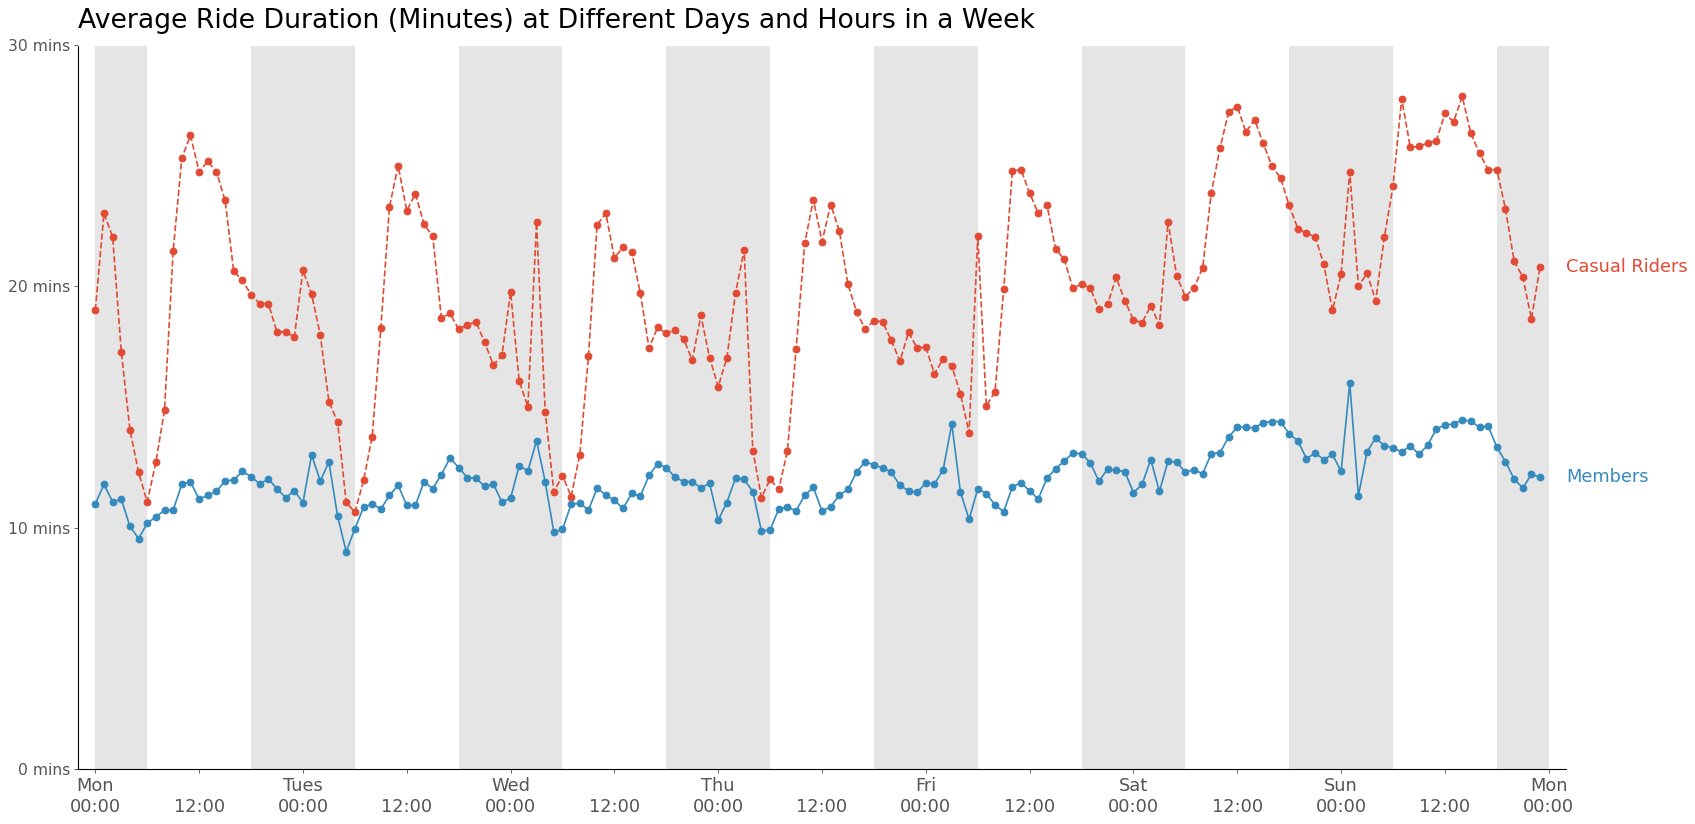 Average Ride Duration (Minutes) at Different Days and Hours in a Week
30 mins
20 mins
10 mins
0 mins
Casual Riders
Members
Mon Tues Wed Thu Fri Sat Sun Mon
00:00 12:00 00:00 12:00 00:00 12:00 00:00 12:00 00:00 12:00 00:00 12:00 00:00 12:00 00:00